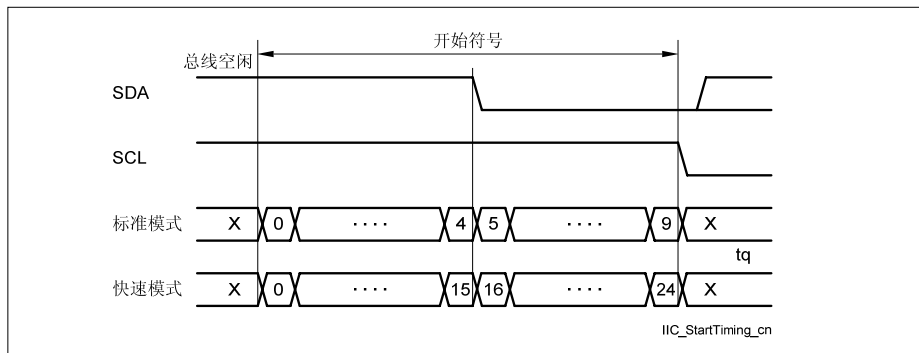 开始符号
总线空闲
SDA
SCL
标准模式 X 0 ···· 4 5 ···· 9 X
tq
快速模式 X 0 ···· 15 16 ···· 24 X
IIC_StartTiming_cn